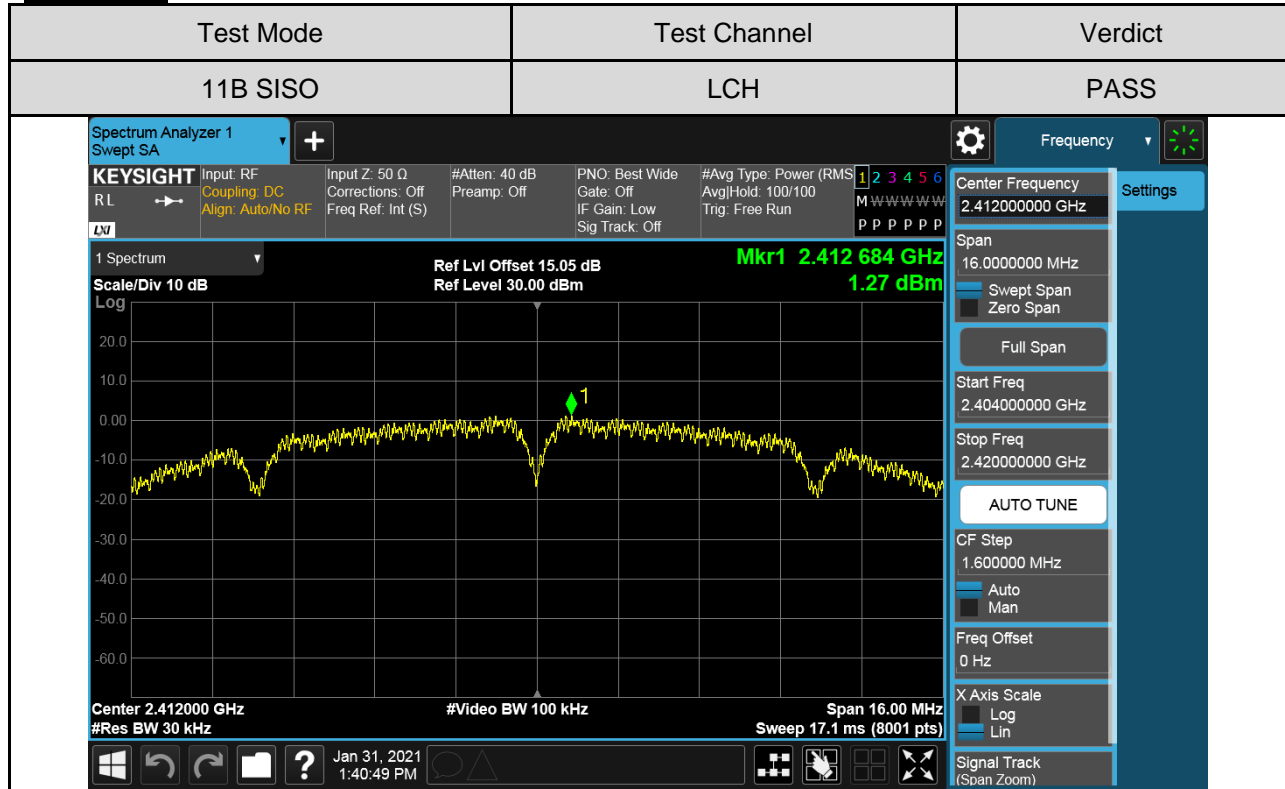 Test Mode Test Channel Verdict
11B SISO LCH PASS
Spectrum Analyzer 1
Swept SA
Frequency
KEYSIGHT
R L
LXI
Input: RF
Coupling: DC
Align: Auto/No RF
Input Z: 50 Ω
Corrections: Off
Freq Ref: Int (S)
#Atten: 40 dB
Preamp: Off
PNO: Best Wide
Gate: Off
IF Gain: Low
Sig Track: Off
#Avg Type: Power (RMS
Avg|Hold: 100/100
Trig: Free Run
1 2 3 4 5 6
M W W W W W
P P P P P P
1 Spectrum
Scale/Div 10 dB
Ref Lvl Offset 15.05 dB
Ref Level 30.00 dBm
Mkr1 2.412 684 GHz
1.27 dBm
Log
20.0
10.0
0.00
-10.0
-20.0
-30.0
-40.0
-50.0
-60.0
1
Center 2.412000 GHz
#Res BW 30 kHz
#Video BW 100 kHz
Span 16.00 MHz
Sweep 17.1 ms (8001 pts)
Jan 31, 2021
1:40:49 PM
Center Frequency
2.412000000 GHz
Settings
Span
16.0000000 MHz
Swept Span
Zero Span
Full Span
Start Freq
2.404000000 GHz
Stop Freq
2.420000000 GHz
AUTO TUNE
CF Step
1.600000 MHz
Auto
Man
Freq Offset
0 Hz
X Axis Scale
Log
Lin
Signal Track
(Span Zoom)